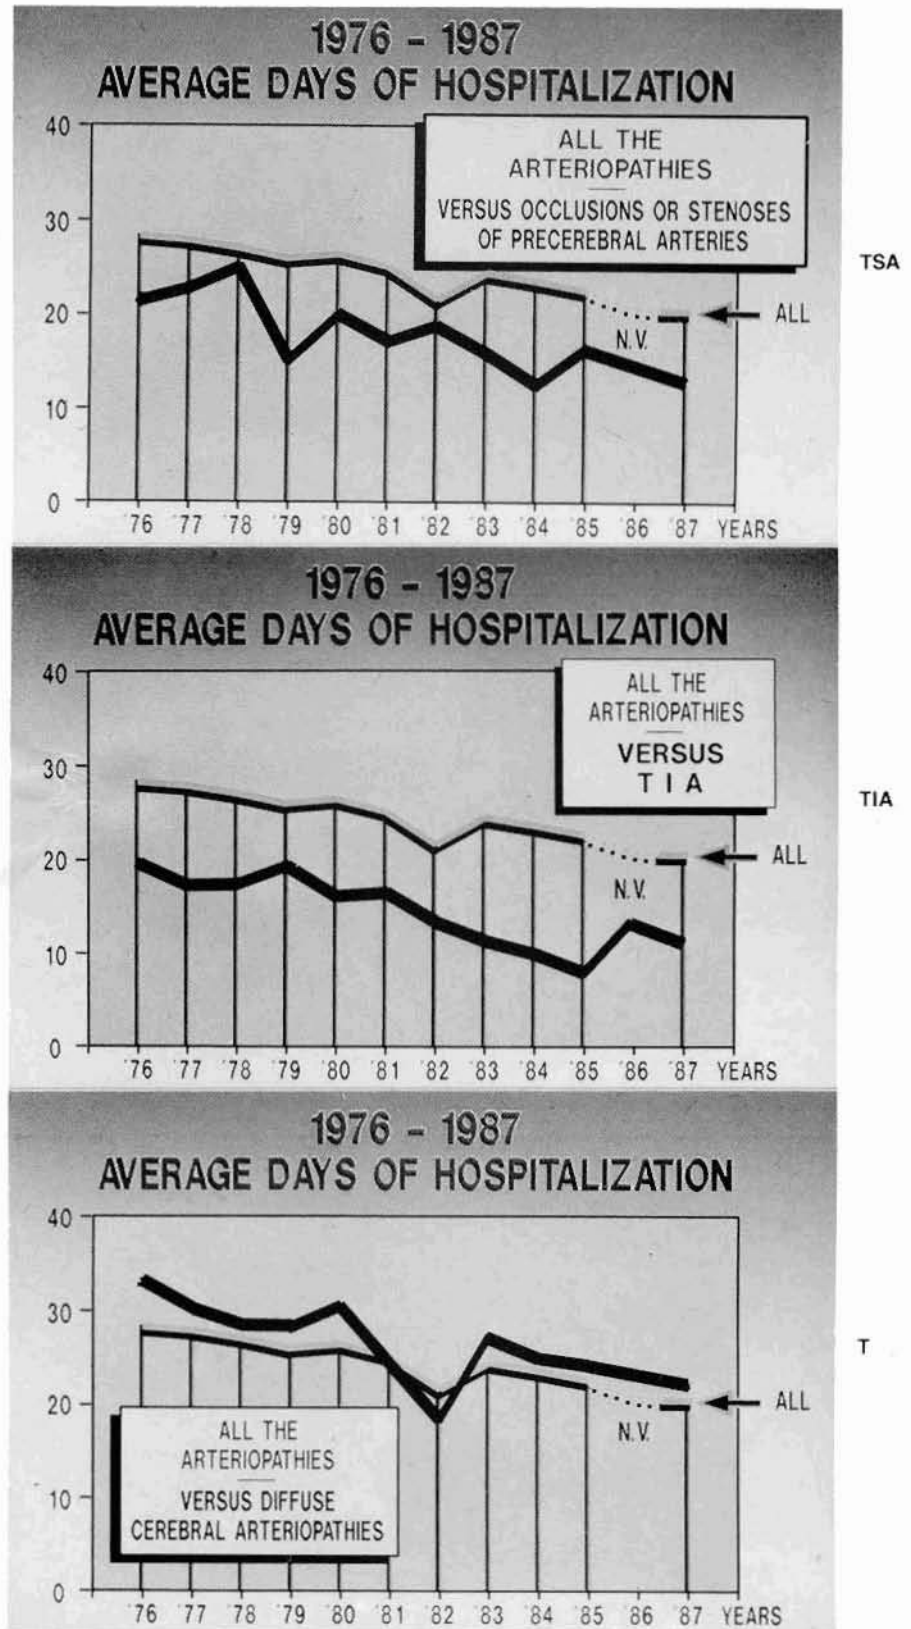 1976 - 1987
AVERAGE DAYS OF HOSPITALIZATION
40
ALL THE
ARTERIOPATHIES
VERSUS OCCLUSIONS OR STENOSES
OF PRECEREBRAL ARTERIES
30
TSA
20
ALL
N.V.
10
0
'76 '77 '78 '79 '80 '81 '82 '83 '84 '85 '86 '87 YEARS
1976 - 1987
AVERAGE DAYS OF HOSPITALIZATION
40
ALL THE
ARTERIOPATHIES
VERSUS
T I A
30
TIA
20
ALL
N.V.
10
0
'76 '77 '78 '79 '80 '81 '82 '83 '84 '85 '86 '87 YEARS
1976 - 1987
AVERAGE DAYS OF HOSPITALIZATION
40
30
T
20
ALL
N.V.
ALL THE
ARTERIOPATHIES
VERSUS DIFFUSE
CEREBRAL ARTERIOPATHIES
10
0
'76 '77 '78 '79 '80 '81 '82 '83 '84 '85 '86 '87 YEARS